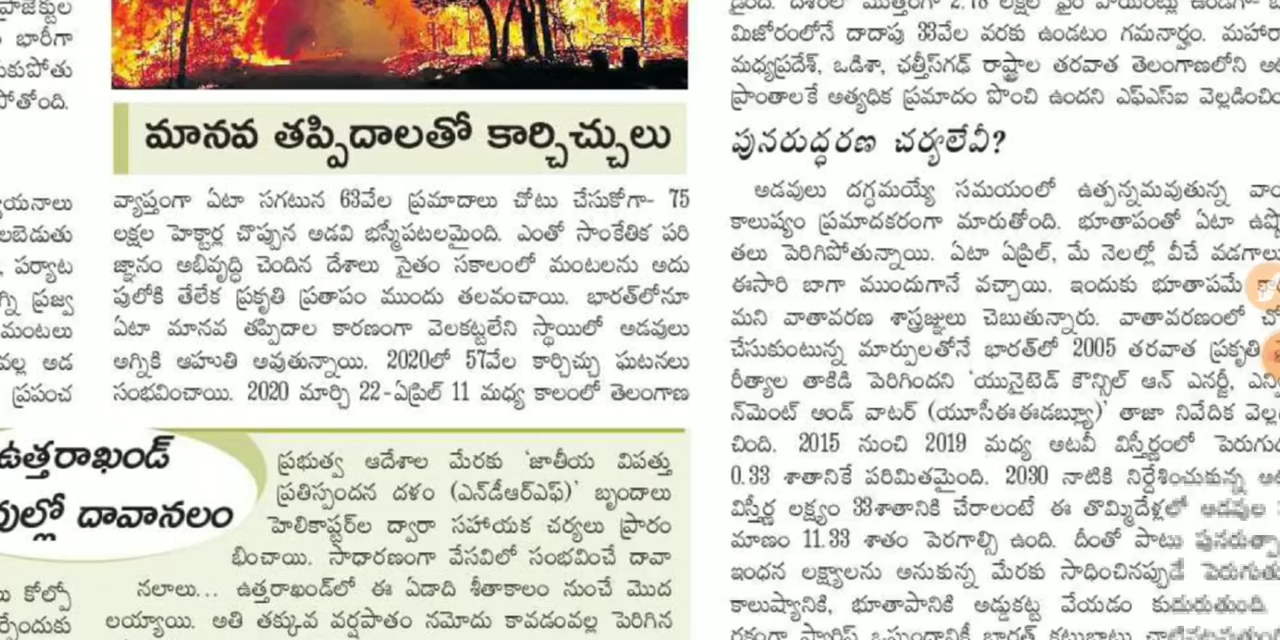 భారీగా
మానవ తప్పిదాలతో కార్చిచ్చులు
వ్యాప్తంగా ఏటా సగటున 63వేల ప్రమాదాలు చోటు చేసుకోగా- 75
లక్షల హెక్టార్ల చొప్పున అడవి భస్మీపటలమైంది. ఎంతో సాంకేతిక పరి
జ్ఞానం అభివృద్ధి చెందిన దేశాలు సైతం సకాలంలో మంటలను అదు
పులోకి తేలేక ప్రకృతి ప్రతాపం ముందు తలవంచాయి. భారత్‌లోనూ
ఏటా మానవ తప్పిదాల కారణంగా వెలకట్టలేని స్థాయిలో అడవులు
అగ్నికి ఆహుతి అవుతున్నాయి. 2020లో 57వేల కార్చిచ్చు ఘటనలు
సంభవించాయి. 2020 మార్చి 22-ఏప్రిల్ 11 మధ్య కాలంలో తెలంగాణ
పర్యాట
మంటలు
వల్ల అడ
ప్రపంచ
ఉత్తరాఖండ్
దావానలం
కోల్పో
ప్రభుత్వ ఆదేశాల మేరకు ‘జాతీయ విపత్తు
ప్రతిస్పందన దళం (ఎన్‌డీఆర్ఎఫ్)’ బృందాలు
హెలికాప్టర్‌ల ద్వారా సహాయక చర్యలు ప్రారం
భించాయి. సాధారణంగా వేసవిలో సంభవించే దావా
నలాలు... ఉత్తరాఖండ్‌లో ఈ ఏడాది శీతాకాలం నుంచే మొద
లయ్యాయి. అతి తక్కువ వర్షపాతం నమోదు కావడంవల్ల పెరిగిన
మిజోరంలోనే దాదాపు 33వేల వరకు ఉండటం గమనార్హం.
మధ్యప్రదేశ్, ఒడిశా, ఛత్తీస్‌గఢ్ రాష్ట్రాల తరవాత తెలంగాణలోని
ప్రాంతాలకే అత్యధిక ప్రమాదం పొంచి ఉందని ఎఫ్ఎస్ఐ
పునరుద్ధరణ చర్యలేవీ?
అడవులు దగ్ధమయ్యే సమయంలో ఉత్పన్నమవుతున్న
కాలుష్యం ప్రమాదకరంగా మారుతోంది. భూతాపంతో ఏటా
తలు పెరిగిపోతున్నాయి. ఏటా ఏప్రిల్, మే నెలల్లో వీచే
ఈసారి బాగా ముందుగానే వచ్చాయి. ఇందుకు భూతాపమే
మని వాతావరణ శాస్త్రజ్ఞులు చెబుతున్నారు. వాతావరణంలో
చేసుకుంటున్న మార్పులతోనే భారత్‌లో 2005 తరవాత ప్రకృతి
రీత్యాల తాకిడి పెరిగిందని ‘యునైటెడ్ కౌన్సిల్ ఆన్ ఎనర్జీ,
న్‌మెంట్ అండ్ వాటర్ (యూసీఈఈడబ్ల్యూ)’ తాజా నివేదిక
చింది. 2015 నుంచి 2019 మధ్య అటవీ విస్తీర్ణంలో
0.33 శాతానికే పరిమితమైంది. 2030 నాటికి నిర్దేశించుకున్న
విస్తీర్ణ లక్ష్యం 33శాతానికి చేరాలంటే ఈ తొమ్మిదేళ్లలో అడవుల
మాణం 11.33 శాతం పెరగాల్సి ఉంది. దీంతో పాటు
ఇంధన లక్ష్యాలను అనుకున్న మేరకు సాధించినప్పుడే
కాలుష్యానికి, భూతాపానికి అడ్డుకట్ట వేయడం కుదురుతుంది.